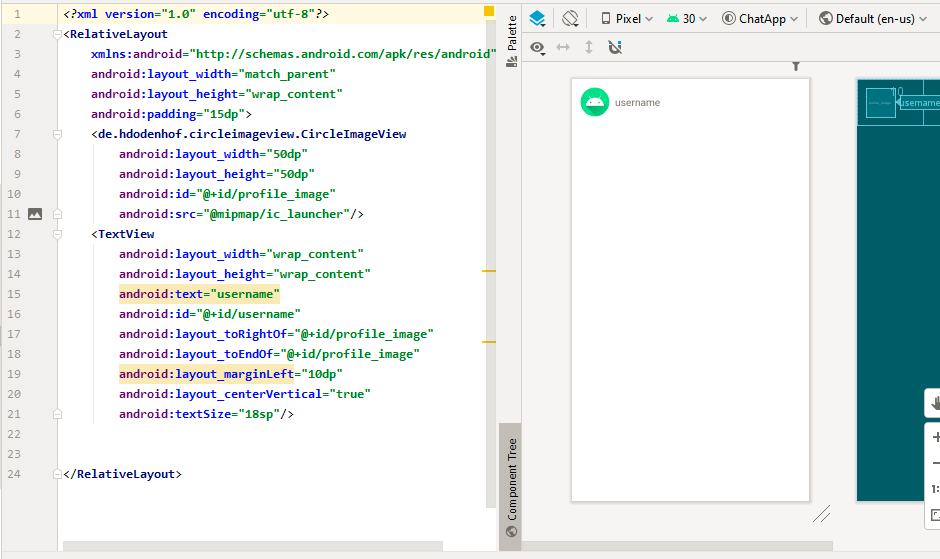 Palette
Pixel
30
ChatApp
Default (en-us)
1 <?xml version="1.0" encoding="utf-8"?>
2 <RelativeLayout
3 xmlns:android="http://schemas.android.com/apk/res/android"
4 android:layout_width="match_parent"
5 android:layout_height="wrap_content"
6 android:padding="15dp">
7 <de.hdodenhof.circleimageview.CircleImageView
8 android:layout_width="50dp"
9 android:layout_height="50dp"
10 android:id="@+id/profile_image"
11 android:src="@mipmap/ic_launcher"/>
12 <TextView
13 android:layout_width="wrap_content"
14 android:layout_height="wrap_content"
15 android:text="username"
16 android:id="@+id/username"
17 android:layout_toRightOf="@+id/profile_image"
18 android:layout_toEndOf="@+id/profile_image"
19 android:layout_marginLeft="10dp"
20 android:layout_centerVertical="true"
21 android:textSize="18sp"/>
22
23
24 </RelativeLayout>
Component Tree
username
username
1: